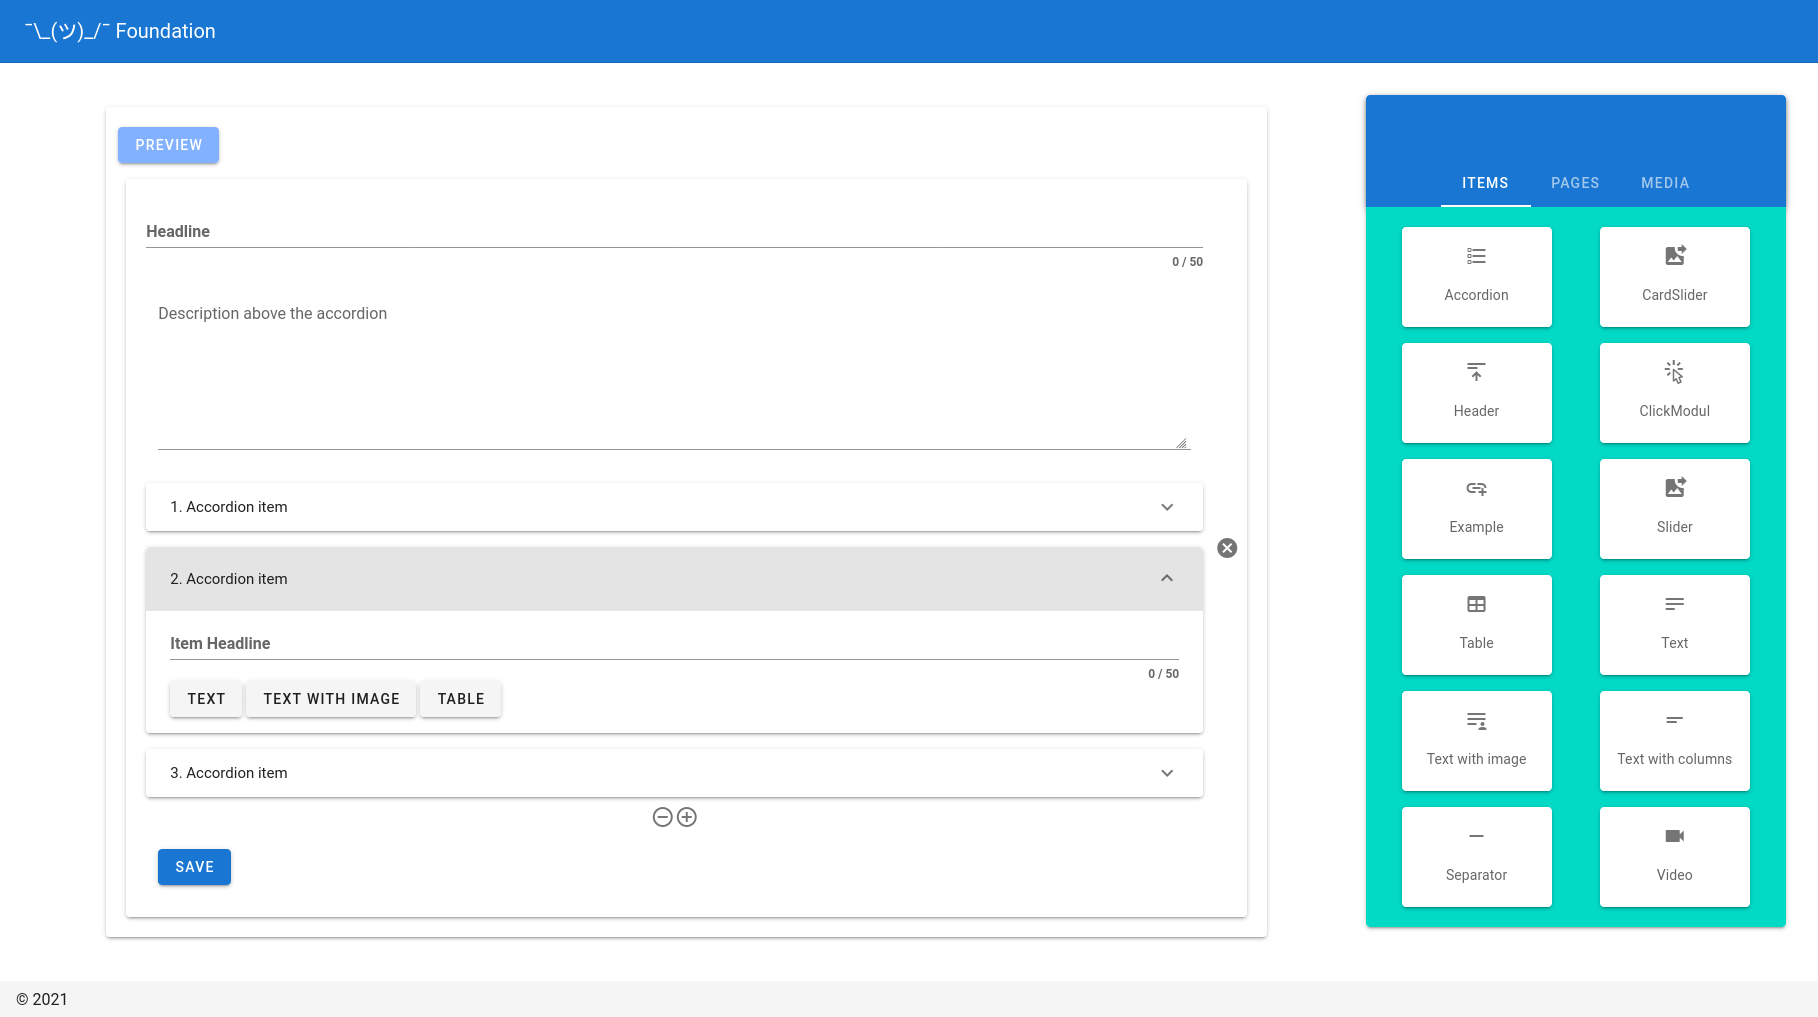 ¯\_(ツ)_/¯ Foundation
PREVIEW
Headline
0 / 50
Description above the accordion
1. Accordion item
2. Accordion item
Item Headline
0 / 50
TEXT TEXT WITH IMAGE TABLE
3. Accordion item
SAVE
ITEMS PAGES MEDIA
Accordion CardSlider
Header ClickModul
Example Slider
Table Text
Text with image Text with columns
Separator Video
© 2021